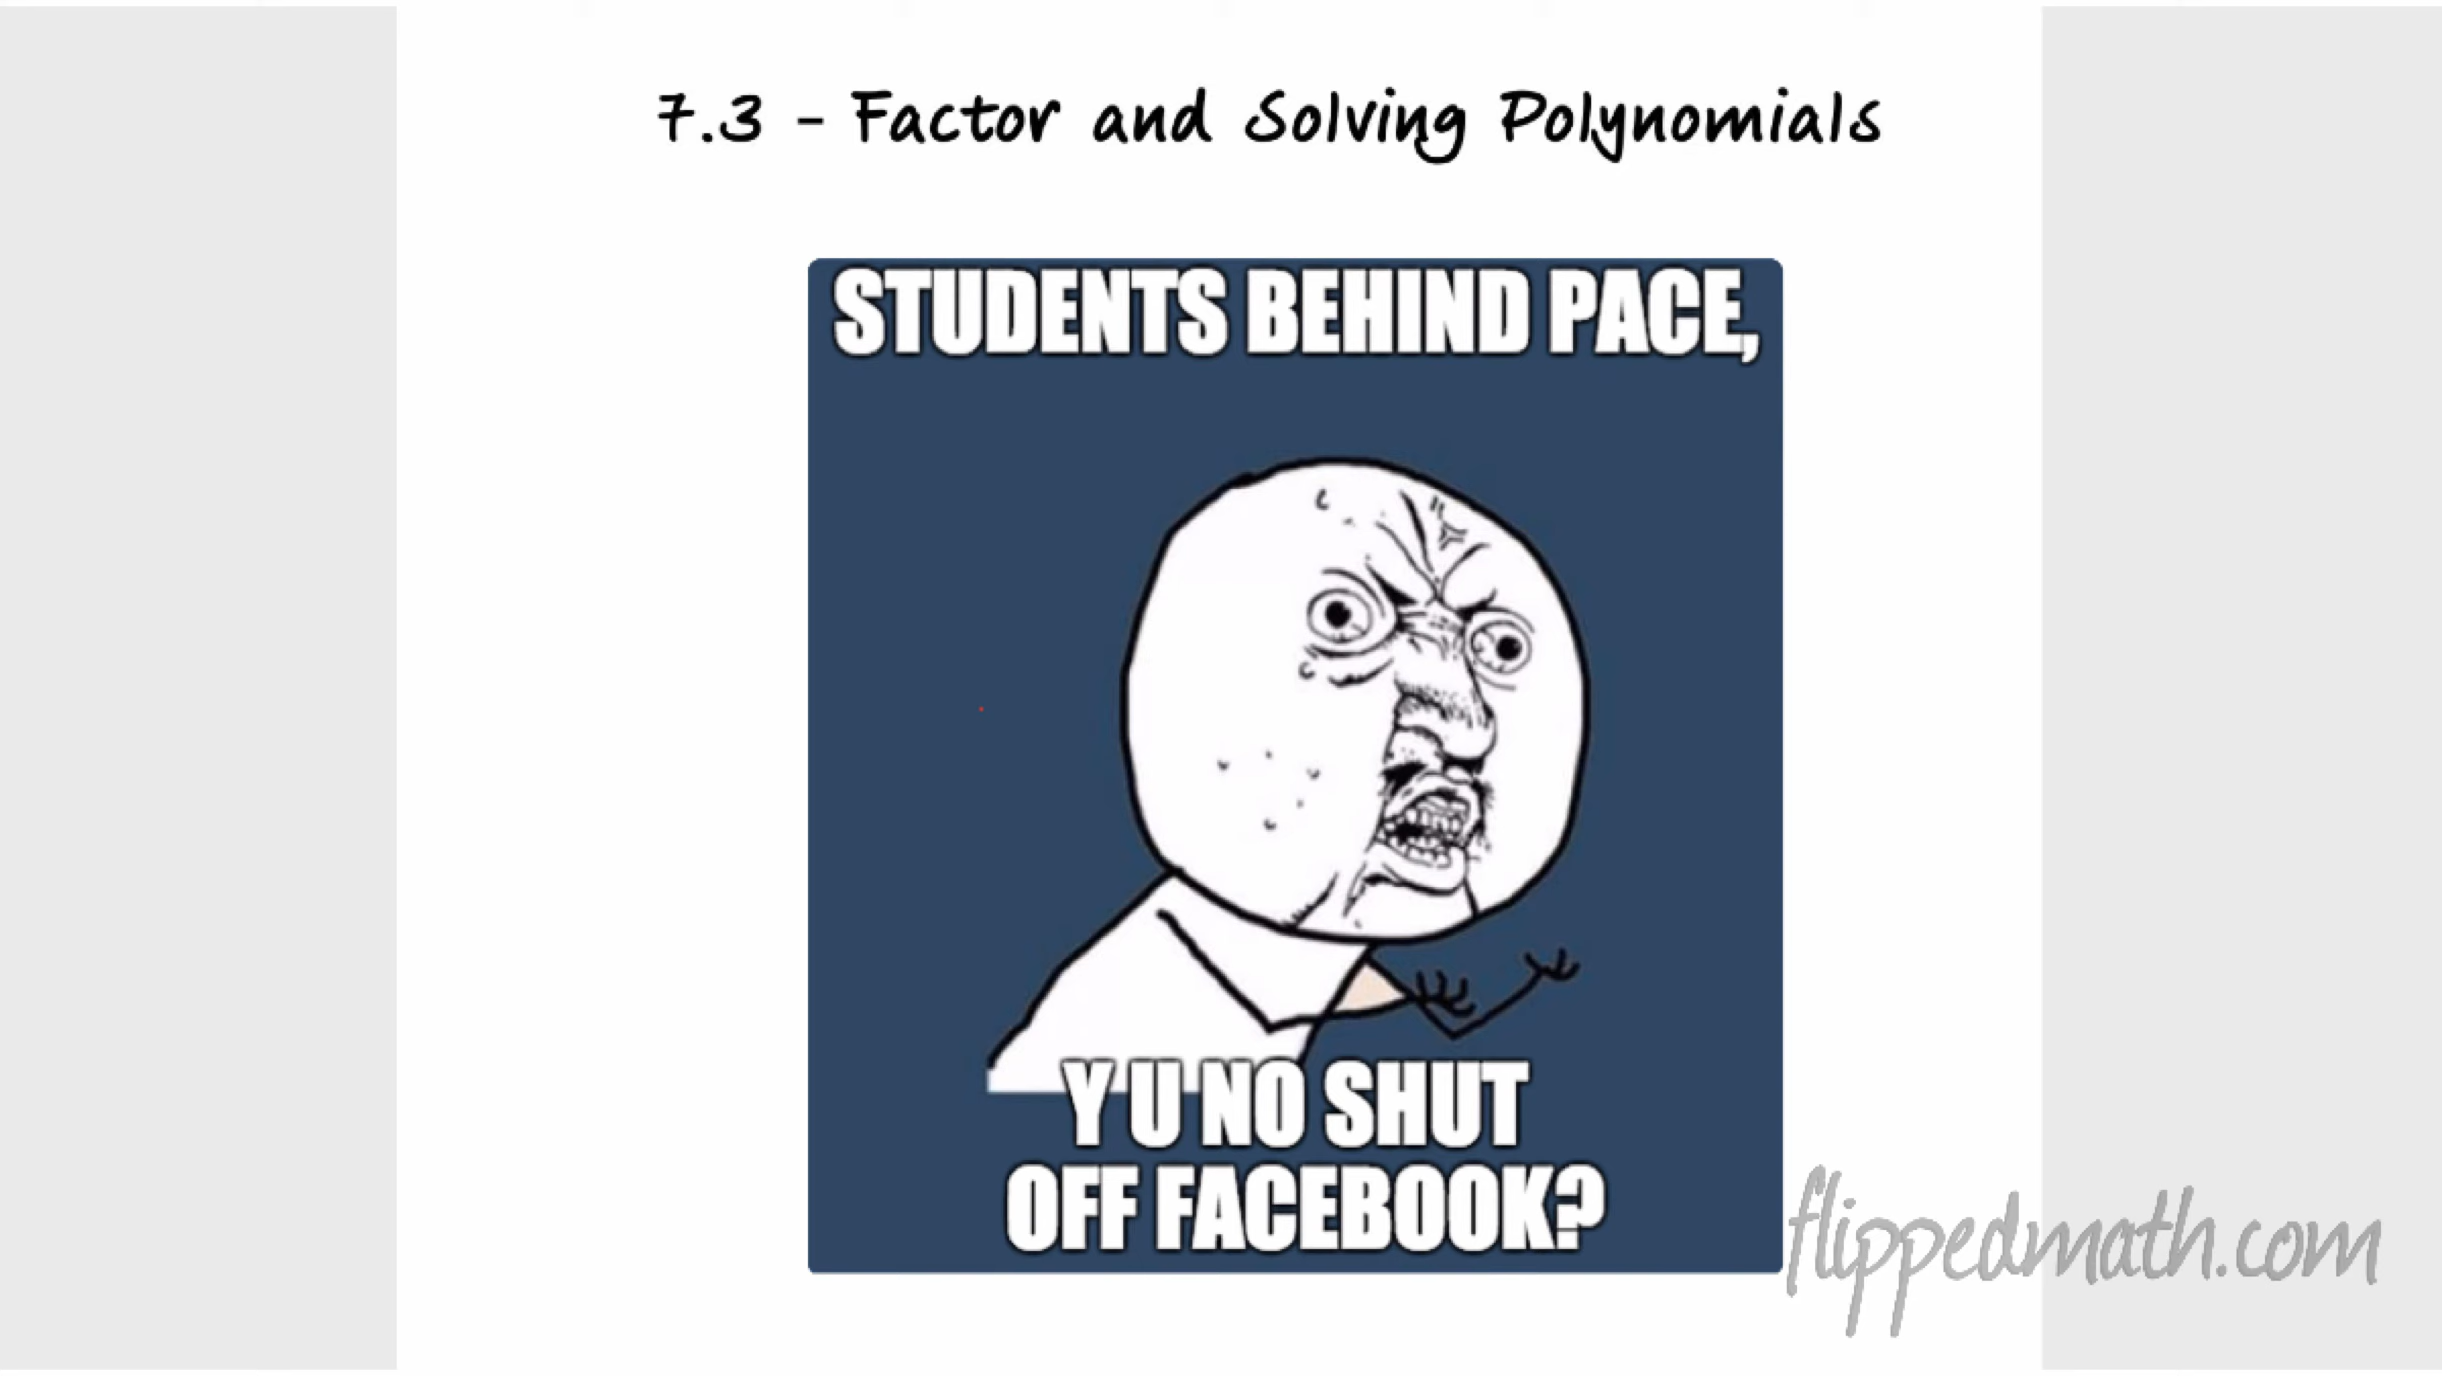 7.3 - Factor and Solving Polynomials
STUDENTS BEHIND PACE,
Y U NO SHUT
OFF FACEBOOK?
flippedmath.com